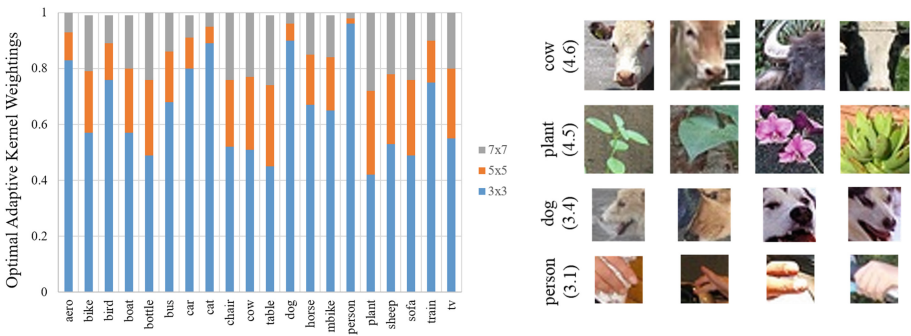 Optimal Adaptive Kernel Weightings
1
0.8
0.6
0.4
0.2
0
aero
bike
bird
boat
bottle
bus
car
cat
chair
cow
table
dog
horse
mbike
person
plant
sheep
sofa
train
tv
7x7
5x5
3x3
cow
(4.6)
plant
(4.5)
dog
(3.4)
person
(3.1)